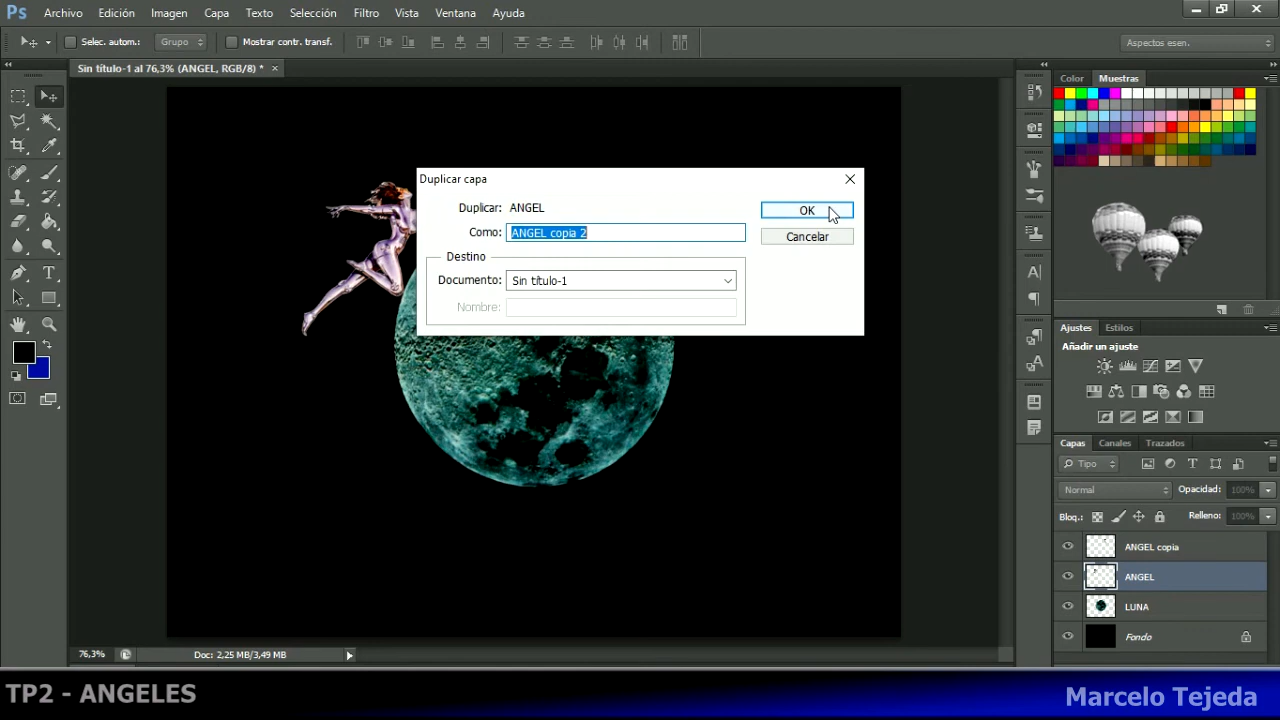 Ps Archivo Edición Imagen Capa Texto Selección Filtro Vista Ventana Ayuda
Selec. autom.: Grupo Mostrar contr. transf. Aspectos esen.
Sin título-1 al 76,3% (ANGEL, RGB/8) * ×
Color Muestras
Duplicar capa
Duplicar: ANGEL
OK
Como: ANGEL copia 2
Cancelar
Destino
Documento: Sin título-1
Nombre:
Ajustes Estilos
Añadir un ajuste
Capas Canales Trazados
Tipo
Normal Opacidad: 100%
Bloq.: Relleno: 100%
ANGEL copia
ANGEL
LUNA
Fondo
76,3% Doc: 2,25 MB/3,49 MB
TP2 - ANGELES
Marcelo Tejeda